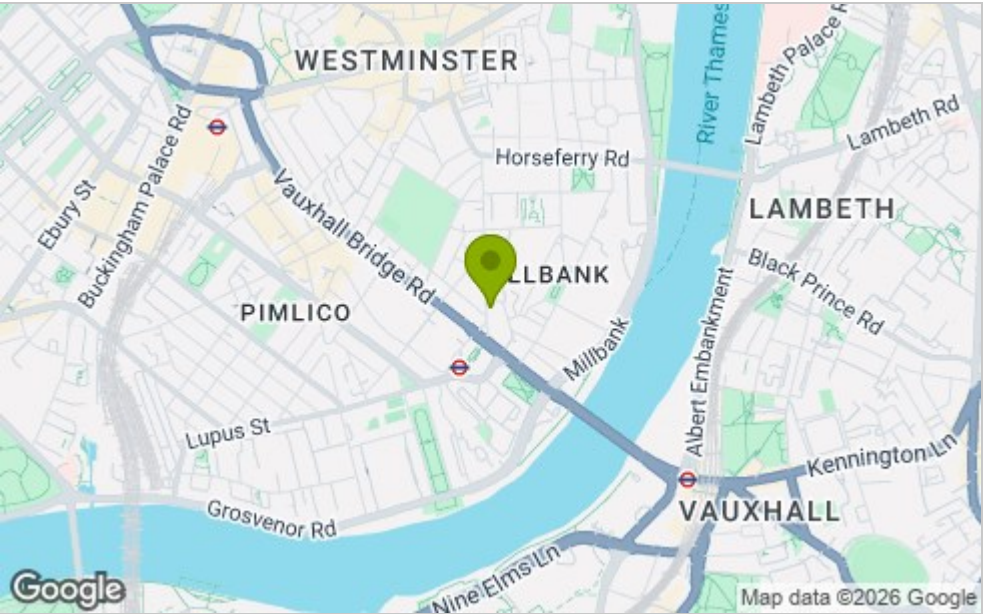 WESTMINSTER
River Thames
Lambeth Palace R
Buckingham Palace Rd
Lambeth Rd
Horseferry Rd
Ebury St
Vauxhall Bridge Rd
LAMBETH
LLBANK
Black Prince Rd
PIMLICO
Millbank
Albert Embankment
Lupus St
Kennington Ln
Grosvenor Rd
VAUXHALL
Nine Elms Ln
Google
Map data ©2026 Google